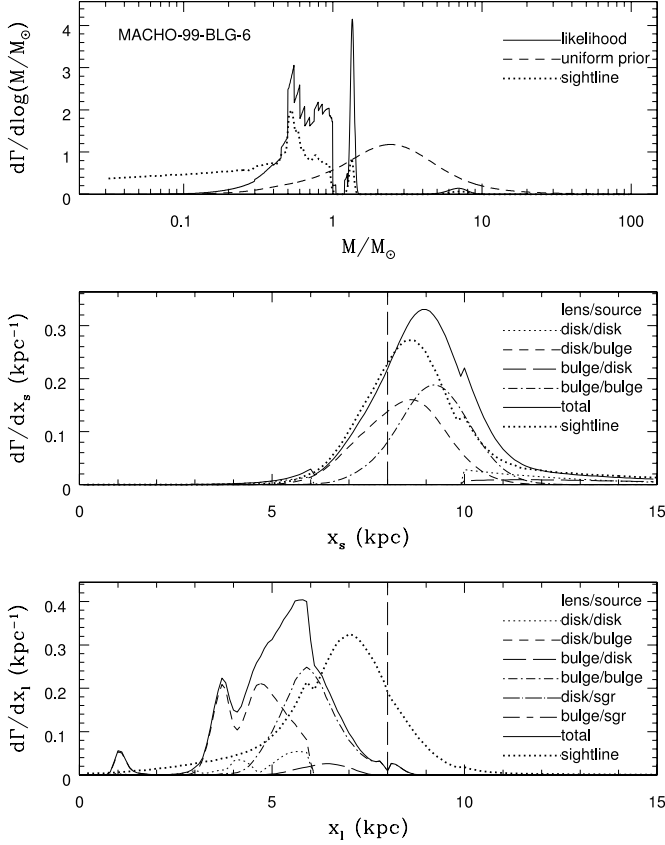 MACHO-99-BLG-6
likelihood
uniform prior
sightline
dΓ/dlog(M/M⊙)
0
1
2
3
4
0.1
1
10
100
M/M⊙
lens/source
disk/disk
disk/bulge
bulge/disk
bulge/bulge
total
sightline
dΓ/dxs (kpc⁻¹)
0
0.1
0.2
0.3
0
5
10
15
xs (kpc)
lens/source
disk/disk
disk/bulge
bulge/disk
bulge/bulge
disk/sgr
bulge/sgr
total
sightline
dΓ/dxl (kpc⁻¹)
0
0.1
0.2
0.3
0.4
0
5
10
15
xl (kpc)